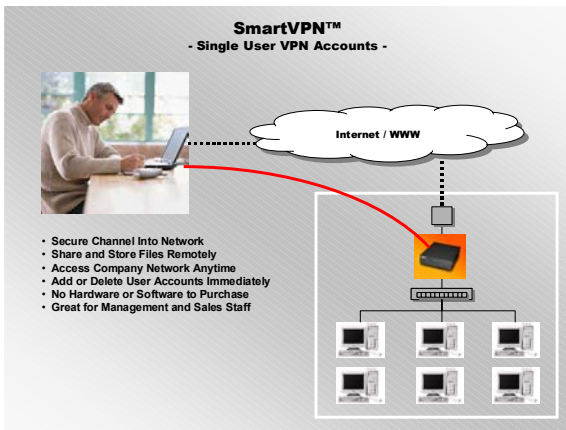 SmartVPN™
- Single User VPN Accounts -
Internet / WWW
• Secure Channel Into Network
• Share and Store Files Remotely
• Access Company Network Anytime
• Add or Delete User Accounts Immediately
• No Hardware or Software to Purchase
• Great for Management and Sales Staff